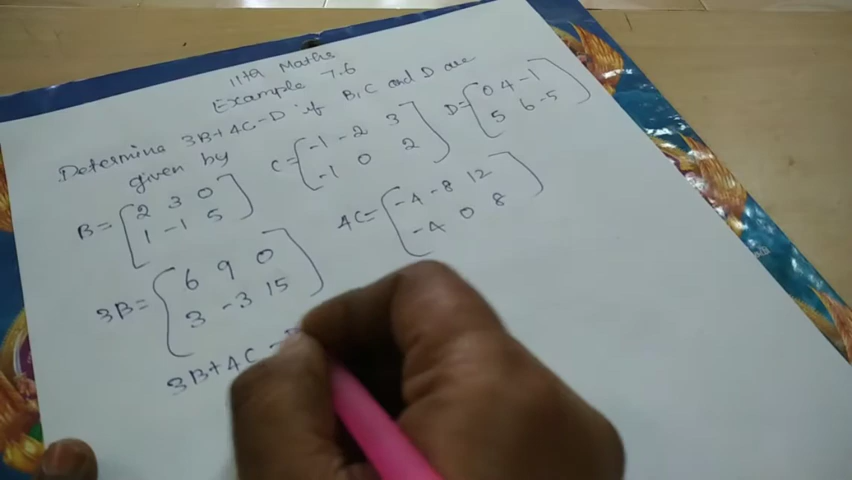 11th Maths
Example 7.6
Determine 3B+4C-D if B, C and D are
given by
B= [2 3 0
1 -1 5]
C= [-1 -2 3
-1 0 2]
D= [0 4 -1
5 6 -5]
3B= [6 9 0
3 -3 15]
4C= [-4 -8 12
-4 0 8]
3B+4C-